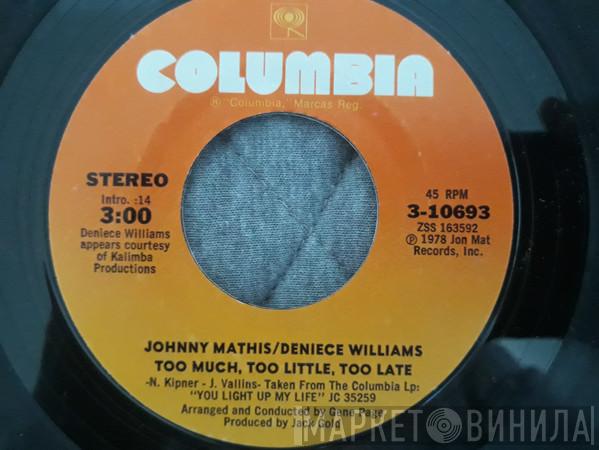 COLUMBIA
® "Columbia," Marcas Reg.
STEREO
Intro. :14
3:00
Deniece Williams
appears courtesy
of Kalimba
Productions
45 RPM
3-10693
ZSS 163592
℗ 1978 Jon Mat
Records, Inc.
JOHNNY MATHIS/DENIECE WILLIAMS
TOO MUCH, TOO LITTLE, TOO LATE
-N. Kipner - J. Vallins- Taken From The Columbia Lp:
"YOU LIGHT UP MY LIFE" JC 35259
Arranged and Conducted by Gene Page
Produced by Jack Gold
МАРКЕТ ВИНИЛА